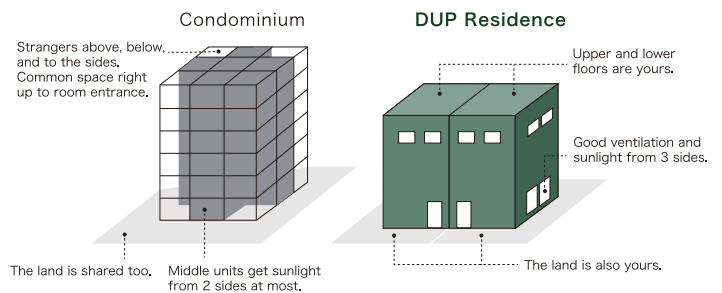 Condominium
Strangers above, below,
and to the sides.
Common space right
up to room entrance.
The land is shared too.
Middle units get sunlight
from 2 sides at most.
DUP Residence
Upper and lower
floors are yours.
Good ventilation and
sunlight from 3 sides.
The land is also yours.